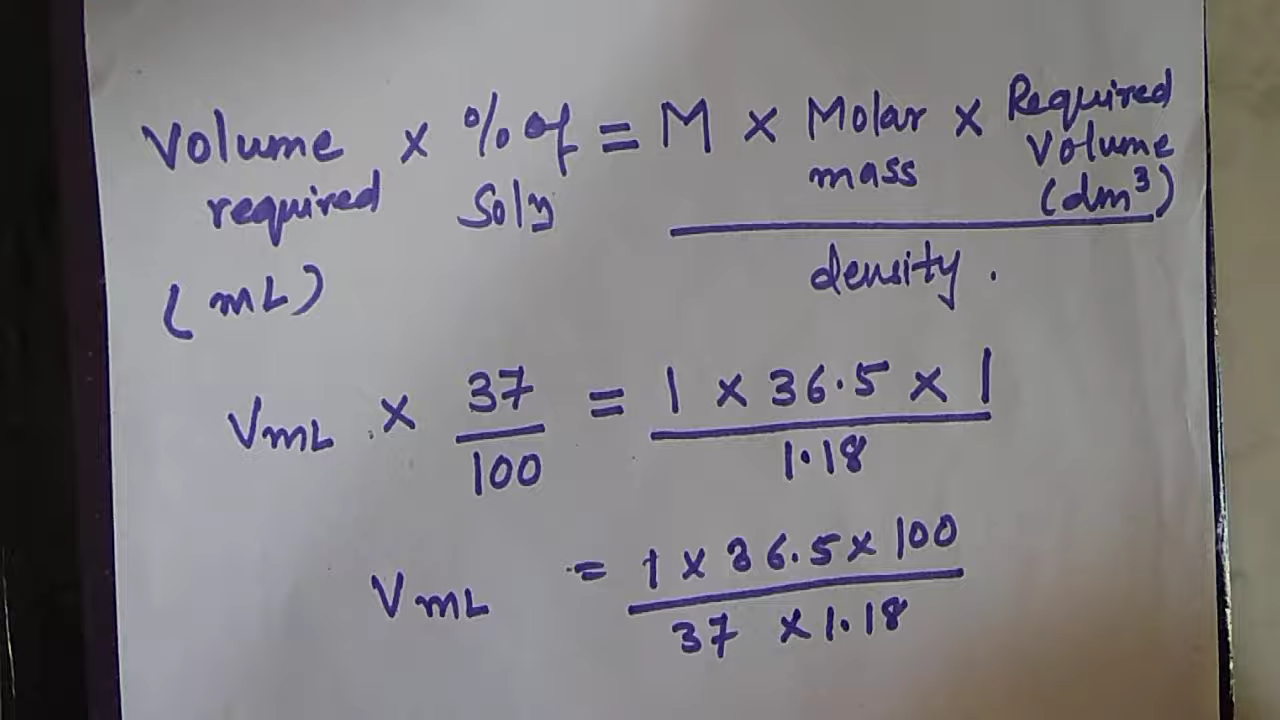 Volume required (mL) × % of Soln = M × Molar mass × Required Volume (dm³) / density.
VmL × 37/100 = 1 × 36.5 × 1 / 1.18
VmL = 1 × 36.5 × 100 / 37 × 1.18